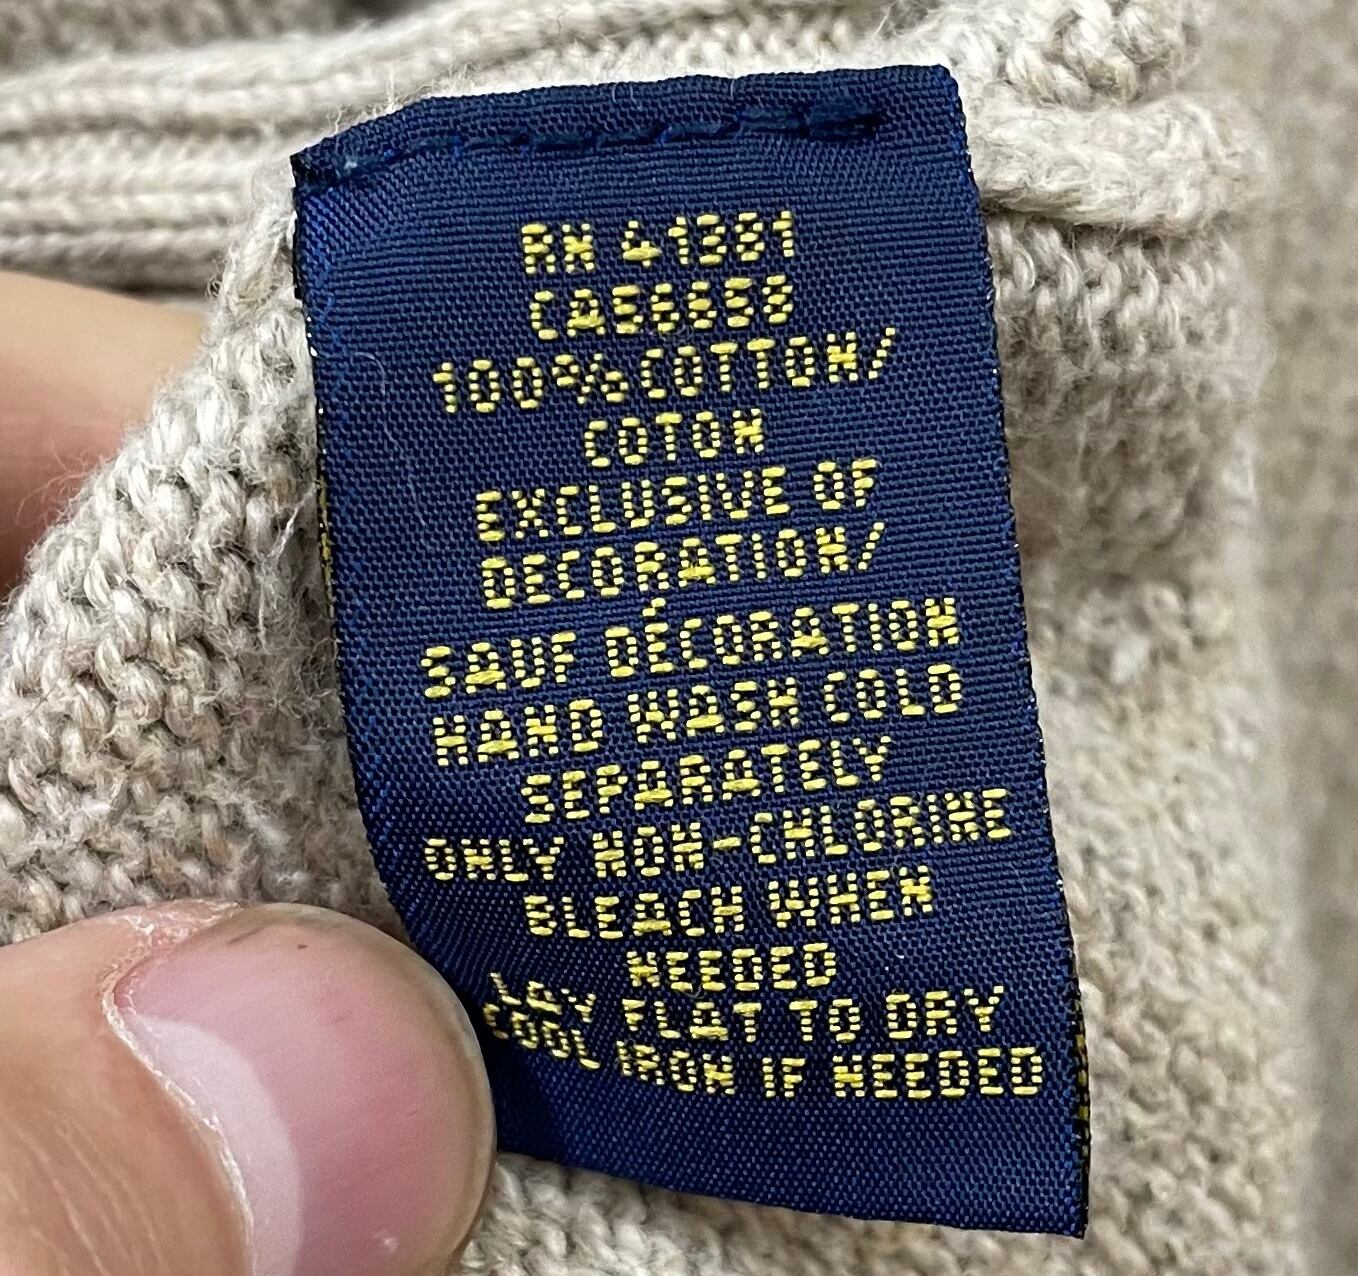 RN 41381
CA56658
100% COTTON/
COTON
EXCLUSIVE OF
DECORATION/
SAUF DÉCORATION
HAND WASH COLD
SEPARATELY
ONLY NON-CHLORINE
BLEACH WHEN
NEEDED
LAY FLAT TO DRY
COOL IRON IF NEEDED